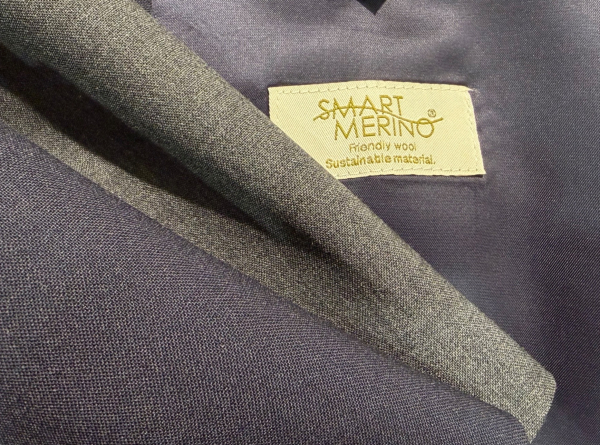 SMART
MERINO®
friendly wool
Sustainable material.